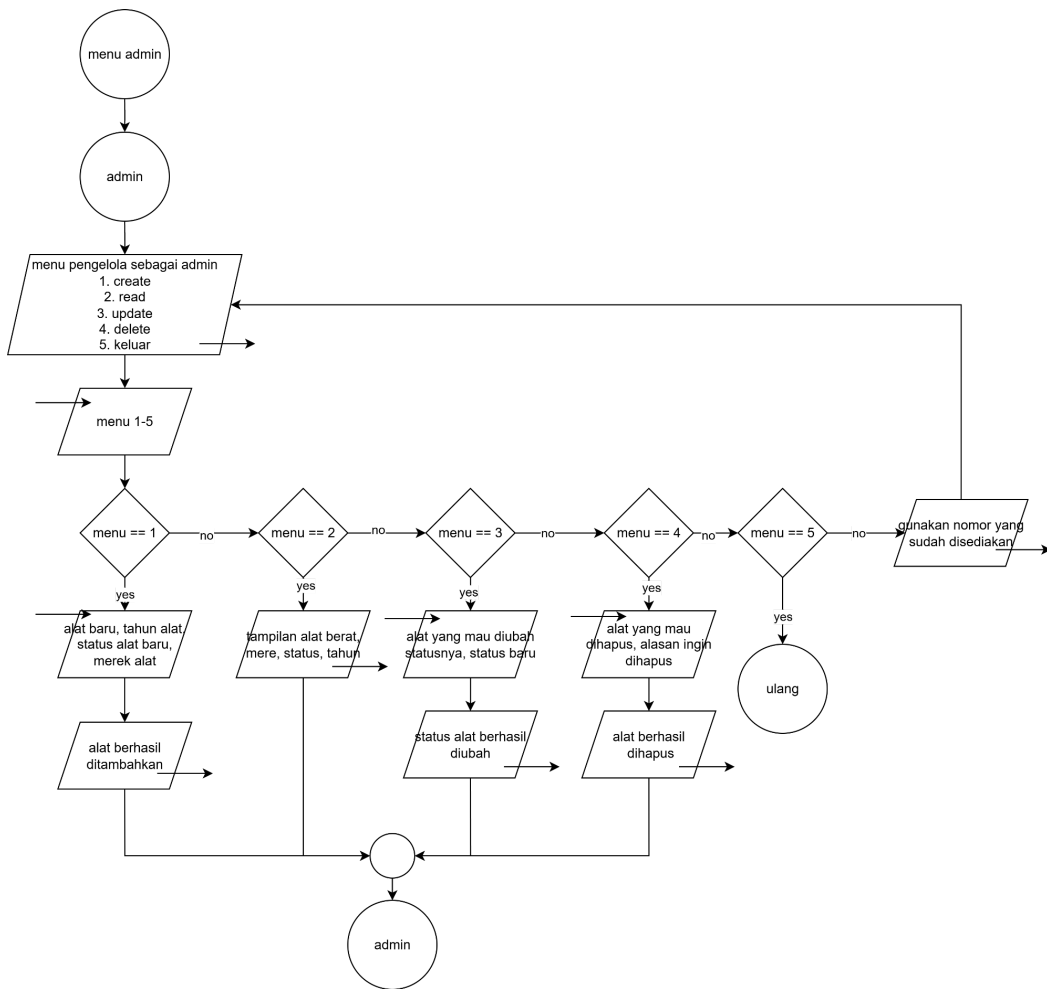 menu admin
admin
menu pengelola sebagai admin
1. create
2. read
3. update
4. delete
5. keluar
menu 1-5
menu == 1
no
menu == 2
no
menu == 3
no
menu == 4
no
menu == 5
no
gunakan nomor yang
sudah disediakan
yes
yes
yes
yes
yes
alat baru, tahun alat,
status alat baru,
merek alat
tampilan alat berat,
mere, status, tahun
alat yang mau diubah
statusnya, status baru
alat yang mau
dihapus, alasan ingin
dihapus
ulang
alat berhasil
ditambahkan
status alat berhasil
diubah
alat berhasil
dihapus
admin